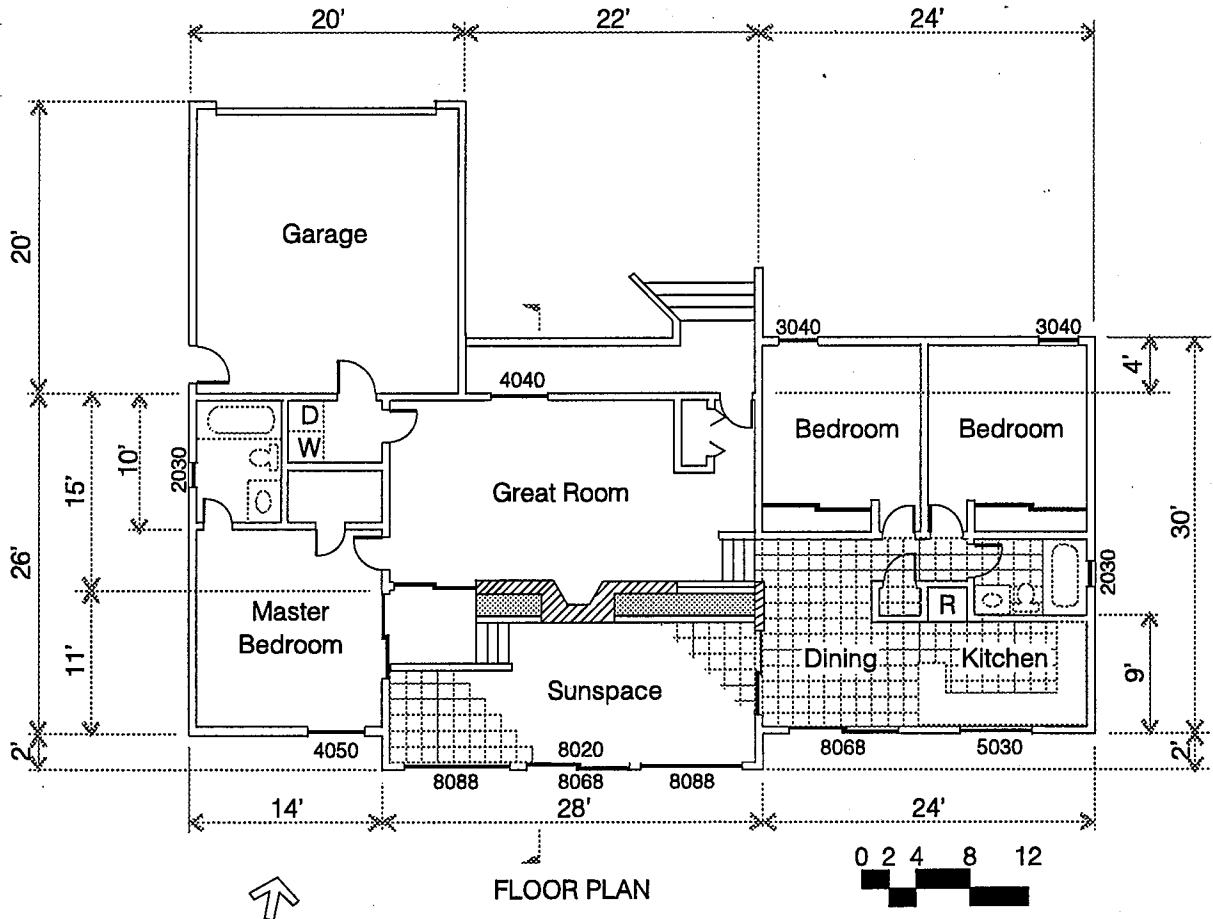 20' 22' 24'
20'
Garage
3040 3040
4'
4040
D
W
Bedroom Bedroom
2030
10'
15'
Great Room
26'
30'
2030
Master
Bedroom
R
11'
Dining Kitchen
9'
Sunspace
2'
4050
8020
8068 5030
2'
8088 8068 8088
14' 28' 24'
0 2 4 8 12
FLOOR PLAN